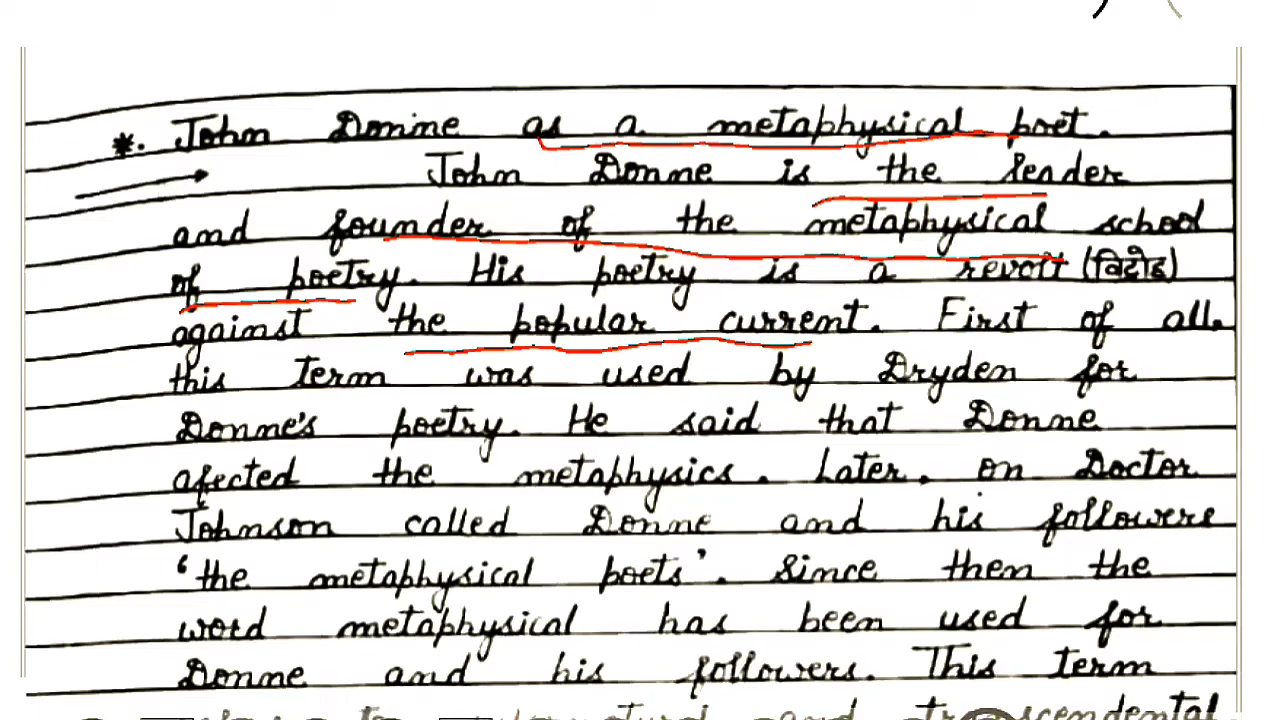 *. John Donne as a metaphysical poet.
John Donne is the leader
and founder of the metaphysical school
of poetry. His poetry is a revolt (विद्रोह)
against the popular current. First of all,
this term was used by Dryden for
Donne's poetry. He said that Donne
afected the metaphysics. Later, on Doctor
Johnson called Donne and his followers
'the metaphysical poets'. Since then the
word metaphysical has been used for
Donne and his followers. This term
and transcendental